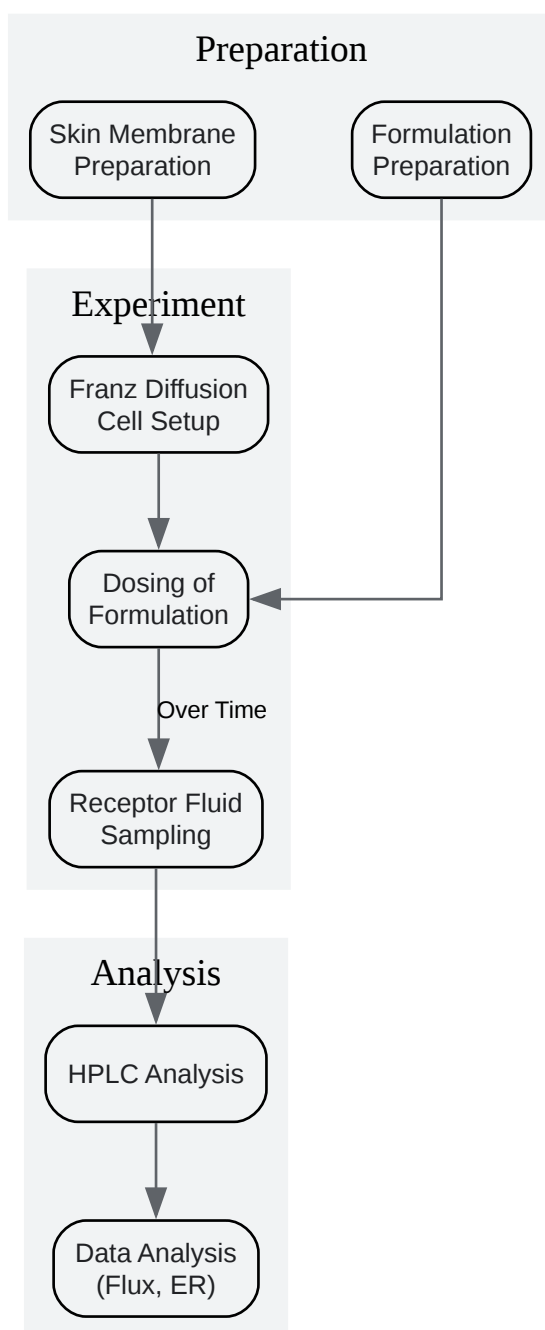 Preparation
Skin Membrane
Preparation
Formulation
Preparation
Experiment
Franz Diffusion
Cell Setup
Dosing of
Formulation
Over Time
Receptor Fluid
Sampling
Analysis
HPLC Analysis
Data Analysis
(Flux, ER)